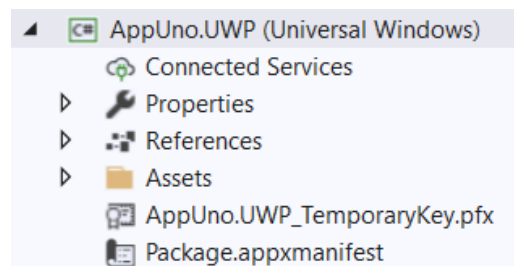 C# AppUno.UWP (Universal Windows)
Connected Services
Properties
References
Assets
AppUno.UWP_TemporaryKey.pfx
Package.appxmanifest